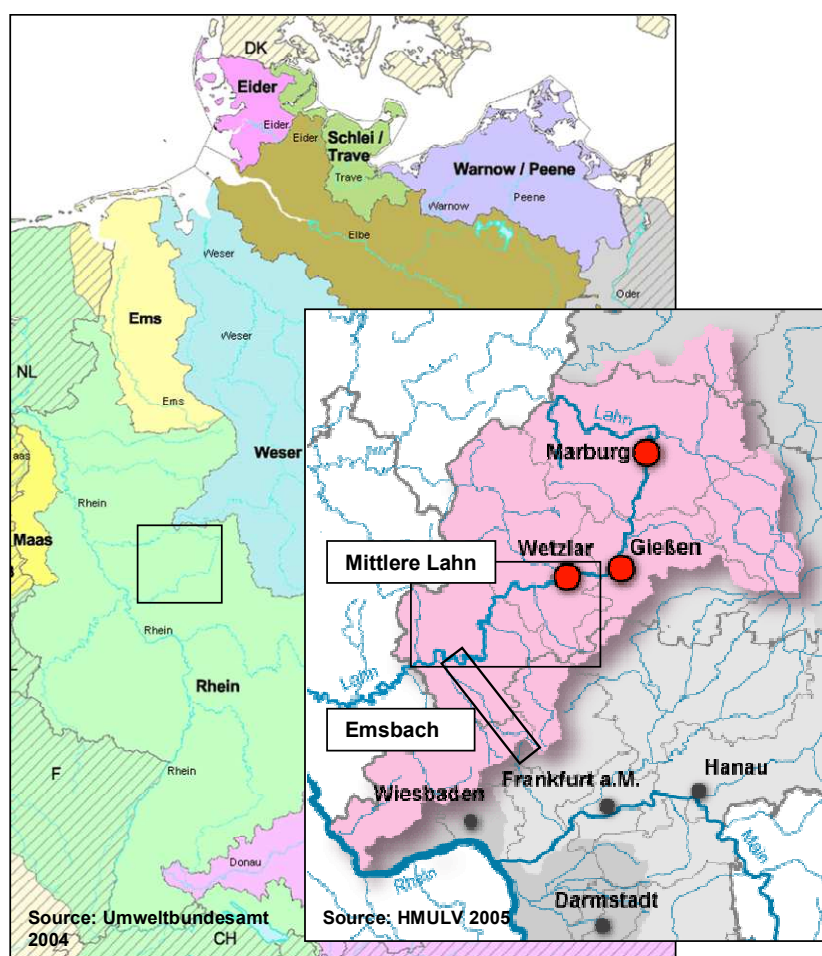 DK
Eider
Eider
Eider
Schlei /
Trave
Trave
Warnow / Peene
Warnow
Peene
Elbe
Oder
Weser
Weser
Weser
Ems
Ems
NL
aas
Maas
Rhein
Rhein
Rhein
Rhein
F
Donau
CH
Source: Umweltbundesamt
2004
Lahn
Marburg
Wetzlar
Gießen
Mittlere Lahn
Lahn
Emsbach
Frankfurt a.M.
Hanau
Wiesbaden
Main
Rhein
Darmstadt
Source: HMULV 2005